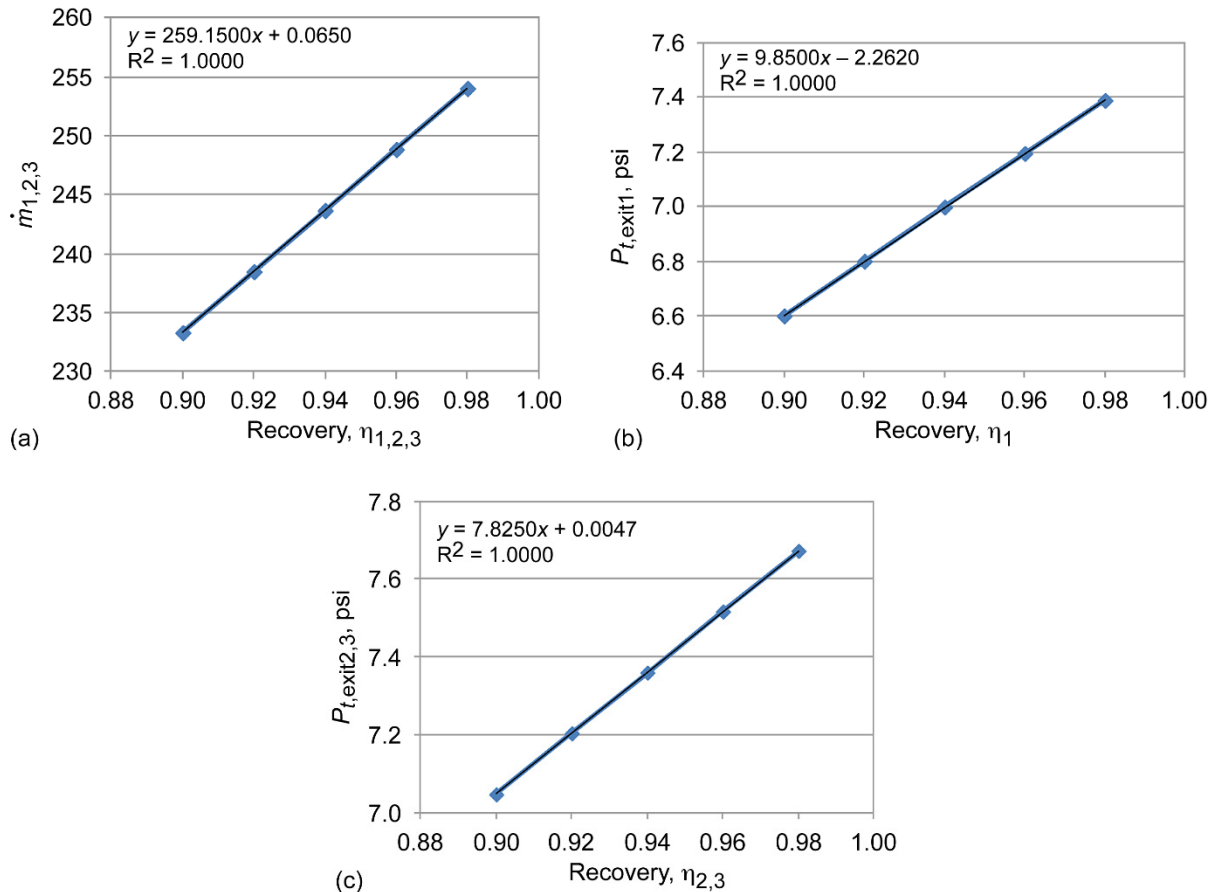 y = 259.1500x + 0.0650
R² = 1.0000
260
255
250
245
240
235
230
ṁ1,2,3
0.88 0.90 0.92 0.94 0.96 0.98 1.00
Recovery, η1,2,3
(a)
y = 9.8500x – 2.2620
R² = 1.0000
7.6
7.4
7.2
7.0
6.8
6.6
6.4
Pt,exit1, psi
0.88 0.90 0.92 0.94 0.96 0.98 1.00
Recovery, η1
(b)
y = 7.8250x + 0.0047
R² = 1.0000
7.8
7.6
7.4
7.2
7.0
Pt,exit2,3, psi
0.88 0.90 0.92 0.94 0.96 0.98 1.00
Recovery, η2,3
(c)